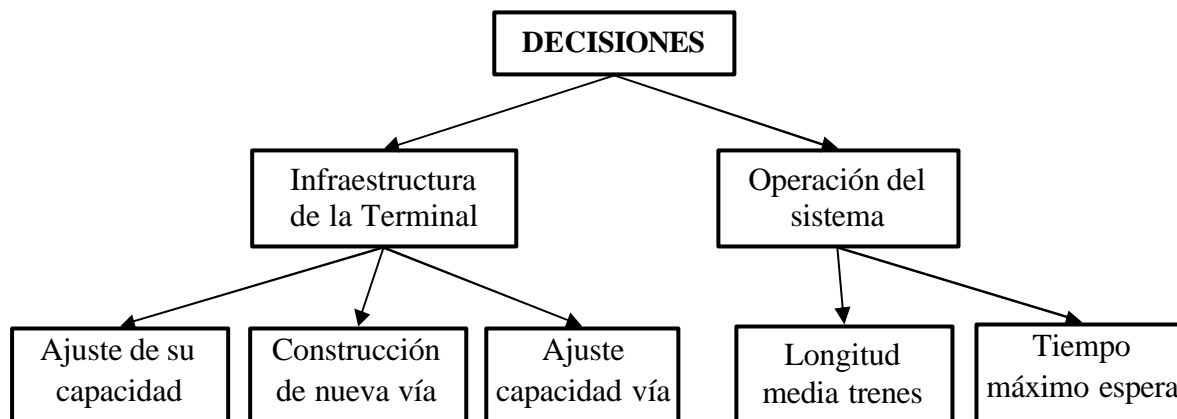 DECISIONES
Infraestructura
de la Terminal
Operación del
sistema
Ajuste de su
capacidad
Construcción
de nueva vía
Ajuste
capacidad vía
Longitud
media trenes
Tiempo
máximo espera